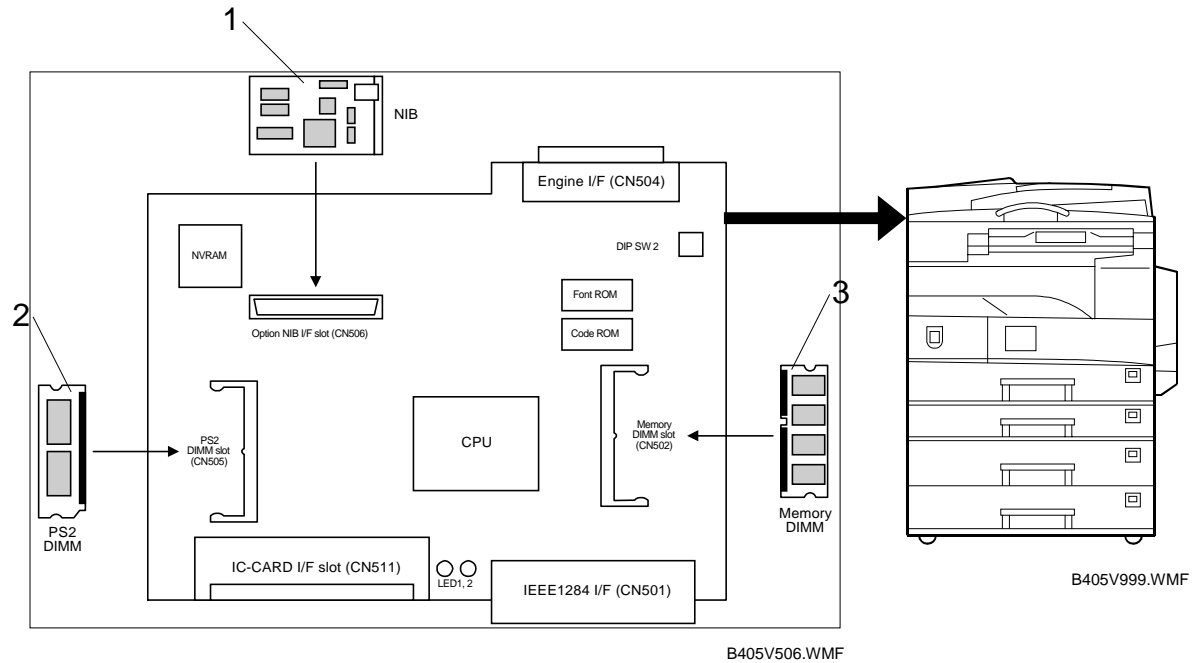 1
NIB
Engine I/F (CN504)
NVRAM
DIP SW 2
Option NIB I/F slot (CN506)
Font ROM
Code ROM
2
3
PS2
DIMM slot
(CN505)
CPU
Memory
DIMM slot
(CN502)
PS2
DIMM
Memory
DIMM
IC-CARD I/F slot (CN511)
LED1, 2
IEEE1284 I/F (CN501)
B405V999.WMF
B405V506.WMF